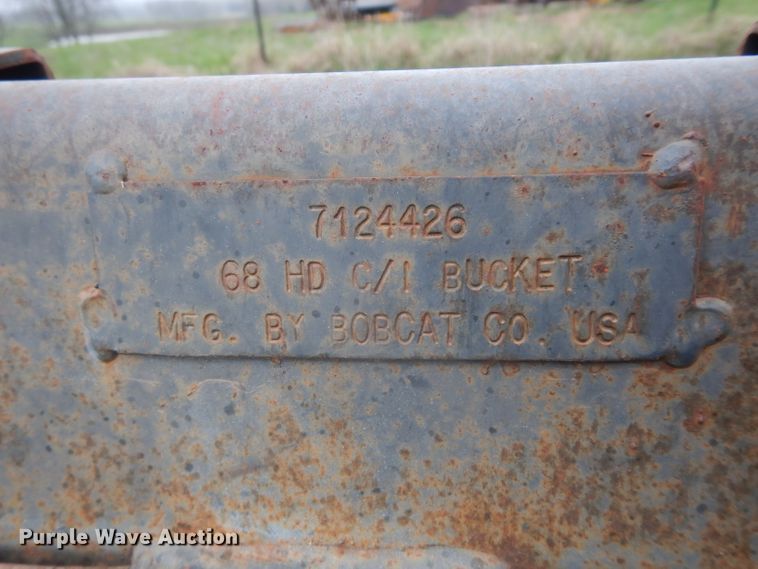 7124426
68 HD C/I BUCKET
MFG. BY BOBCAT CO. USA
Purple Wave Auction